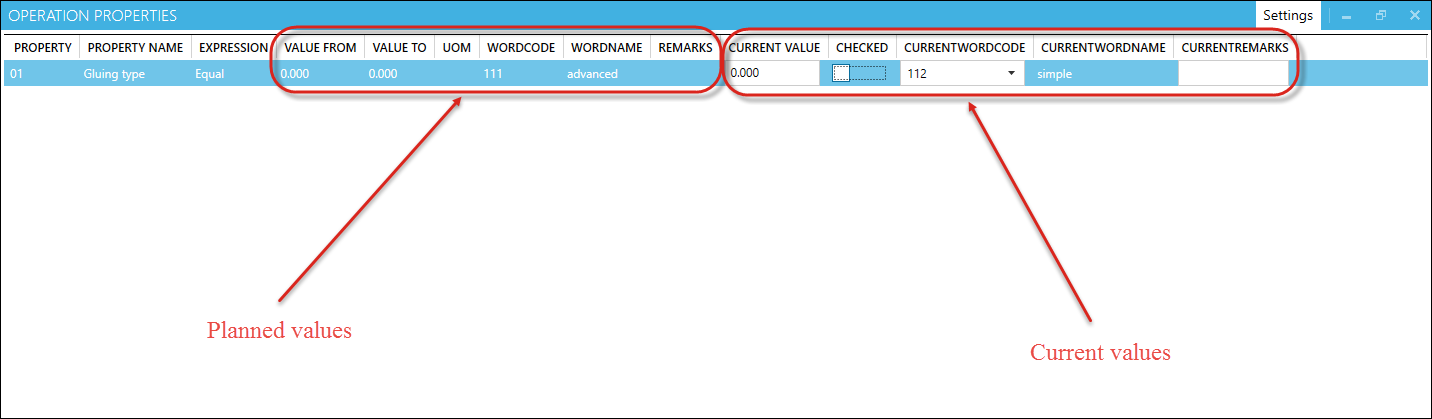 OPERATION PROPERTIES Settings
PROPERTY PROPERTY NAME EXPRESSION VALUE FROM VALUE TO UOM WORDCODE WORDNAME REMARKS CURRENT VALUE CHECKED CURRENTWORDCODE CURRENTWORDNAME CURRENTREMARKS
01 Gluing type Equal 0.000 0.000 111 advanced 0.000 112 simple
Planned values
Current values